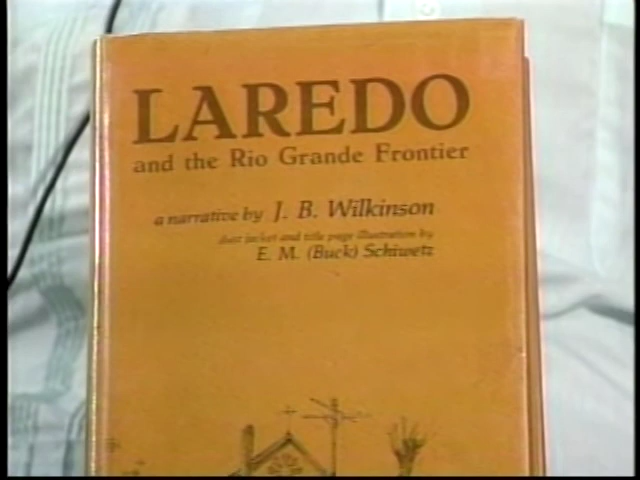 LAREDO
and the Rio Grande Frontier
a narrative by J. B. Wilkinson
dust jacket and title page illustration by
E. M. (Buck) Schiwetz